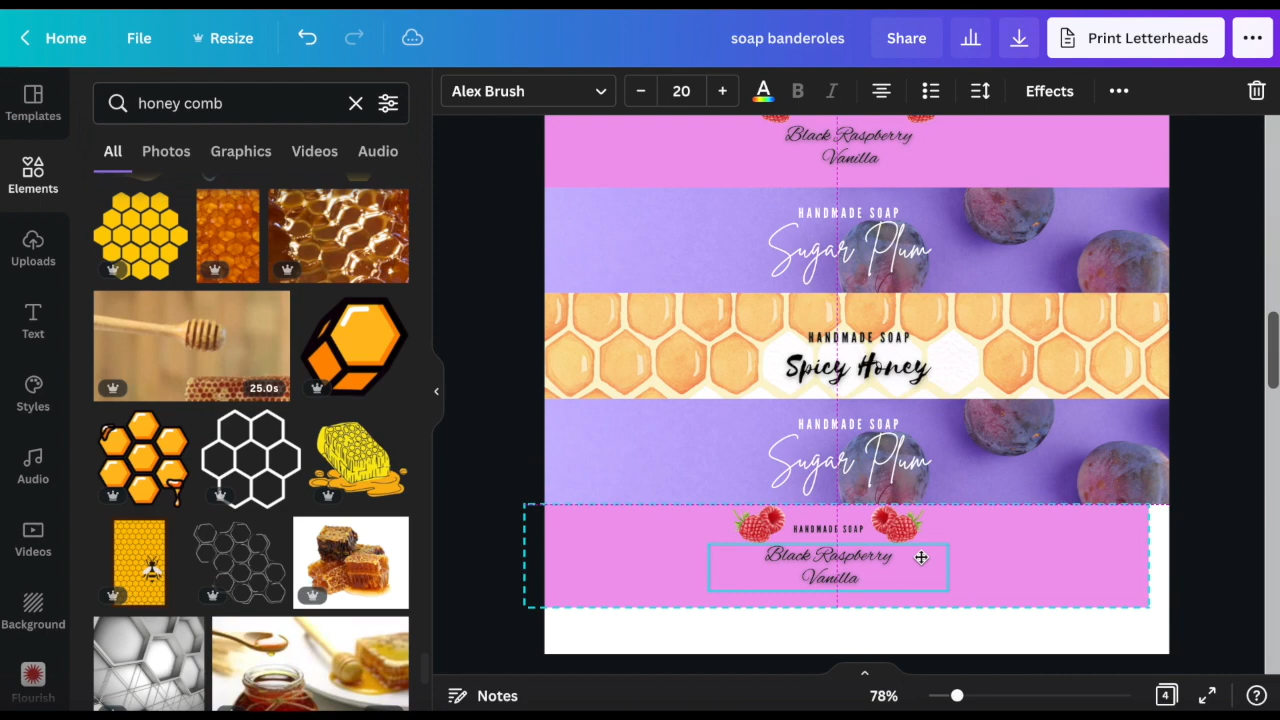 Home File Resize soap banderoles Share Print Letterheads
Templates honey comb Alex Brush 20 A B I Effects
Elements All Photos Graphics Videos Audio
Uploads
Text
Styles
Audio
Videos
Background
Flourish
25.0s
Black Raspberry
Vanilla
HANDMADE SOAP
Sugar Plum
HANDMADE SOAP
Spicy Honey
HANDMADE SOAP
Sugar Plum
HANDMADE SOAP
Black Raspberry
Vanilla
Notes 78% 4 ?